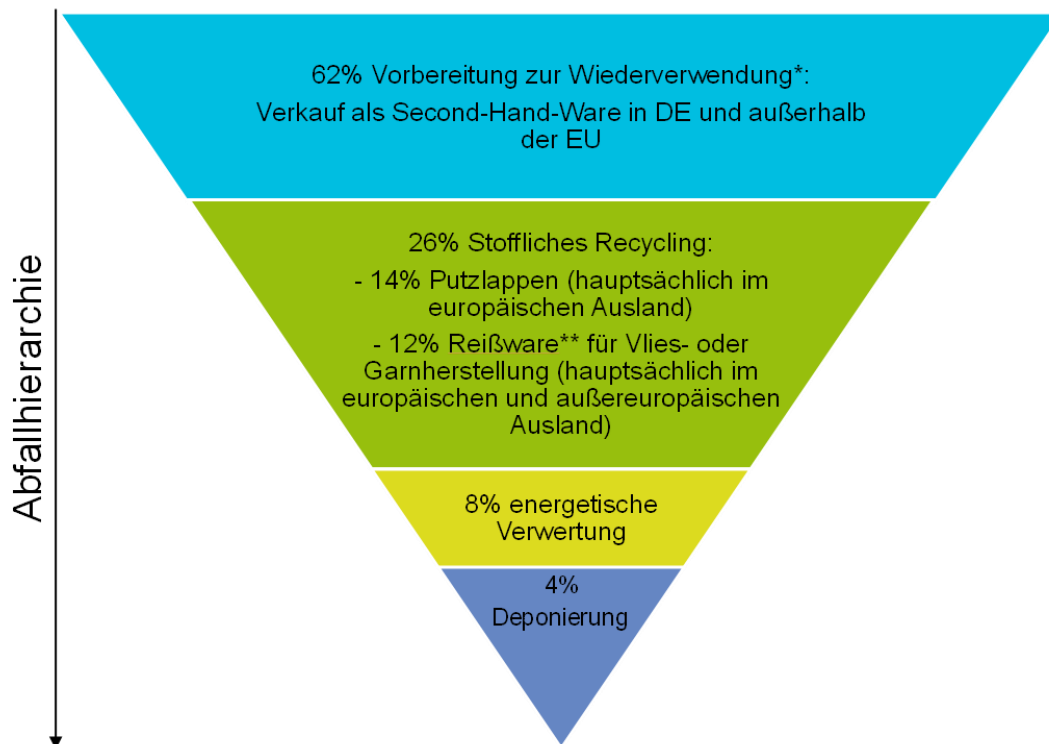 Abfallhierarchie
62% Vorbereitung zur Wiederverwendung*:
Verkauf als Second-Hand-Ware in DE und außerhalb
der EU
26% Stoffliches Recycling:
- 14% Putzlappen (hauptsächlich im
europäischen Ausland)
- 12% Reißware** für Vlies- oder
Garnherstellung (hauptsächlich im
europäischen und außereuropäischen
Ausland)
8% energetische
Verwertung
4%
Deponierung